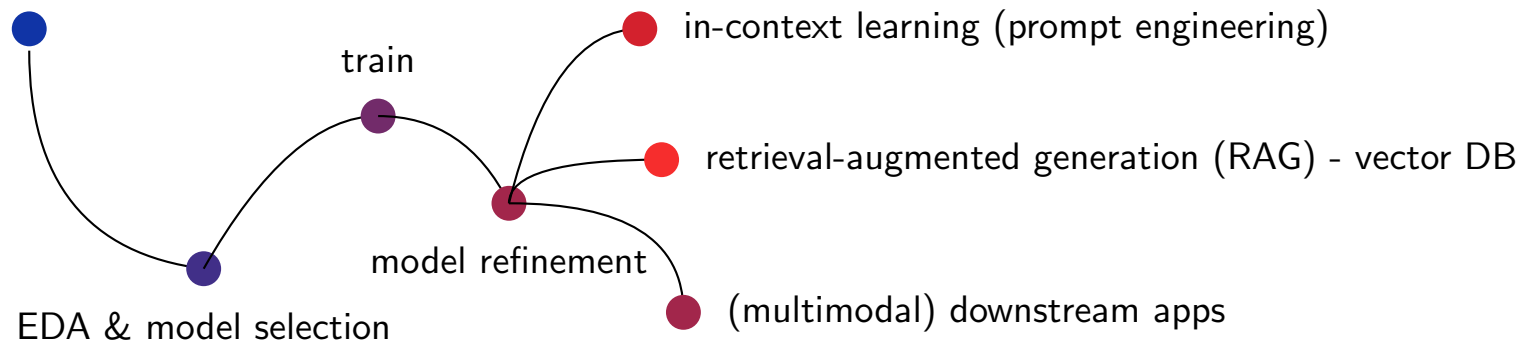 in-context learning (prompt engineering)
train
retrieval-augmented generation (RAG) - vector DB
model refinement
(multimodal) downstream apps
EDA & model selection